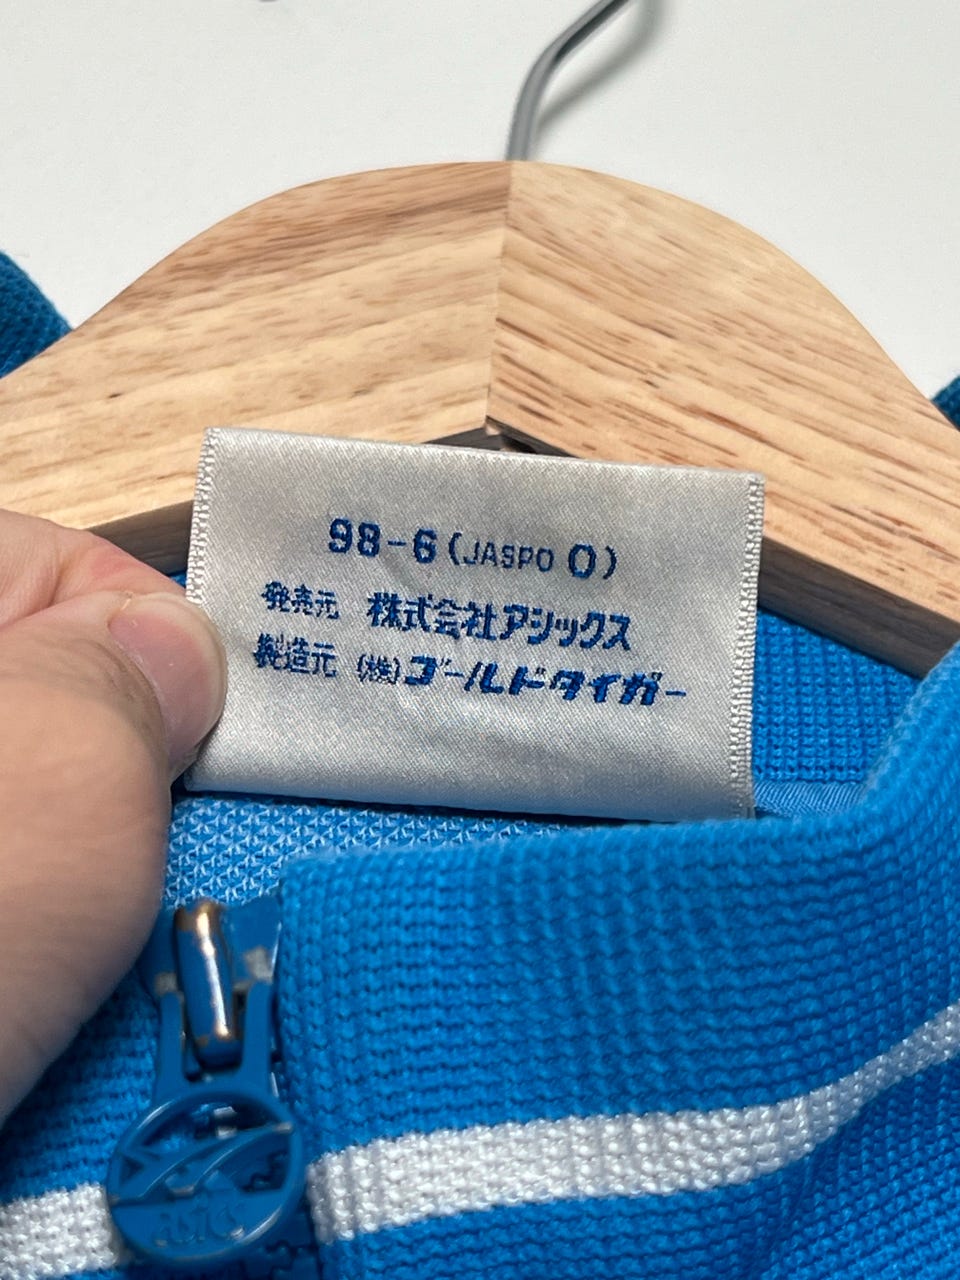 98-6 (JASPO O)
発売元 株式会社アシックス
製造元 (株)ゴールドタイガー
asics